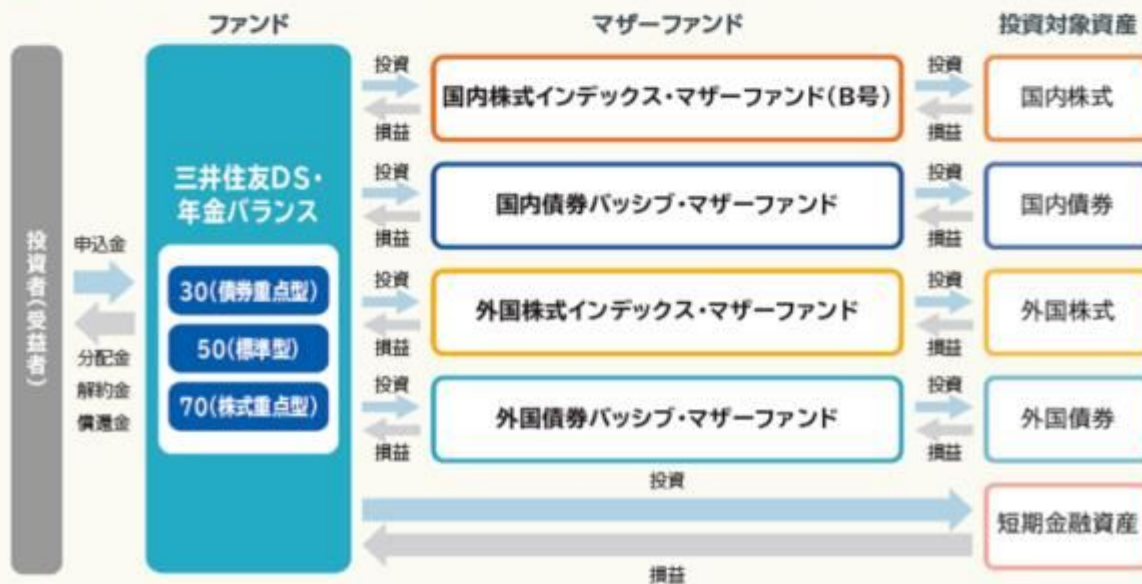 ファンド
マザーファンド
投資対象資産
投資者(受益者)
申込金
分配金
解約金
償還金
三井住友DS・
年金バランス
30(債券重点型)
50(標準型)
70(株式重点型)
投資
損益
国内株式インデックス・マザーファンド(B号)
投資
損益
国内株式
投資
損益
国内債券パッシブ・マザーファンド
投資
損益
国内債券
投資
損益
外国株式インデックス・マザーファンド
投資
損益
外国株式
投資
損益
外国債券パッシブ・マザーファンド
投資
損益
外国債券
投資
損益
短期金融資産